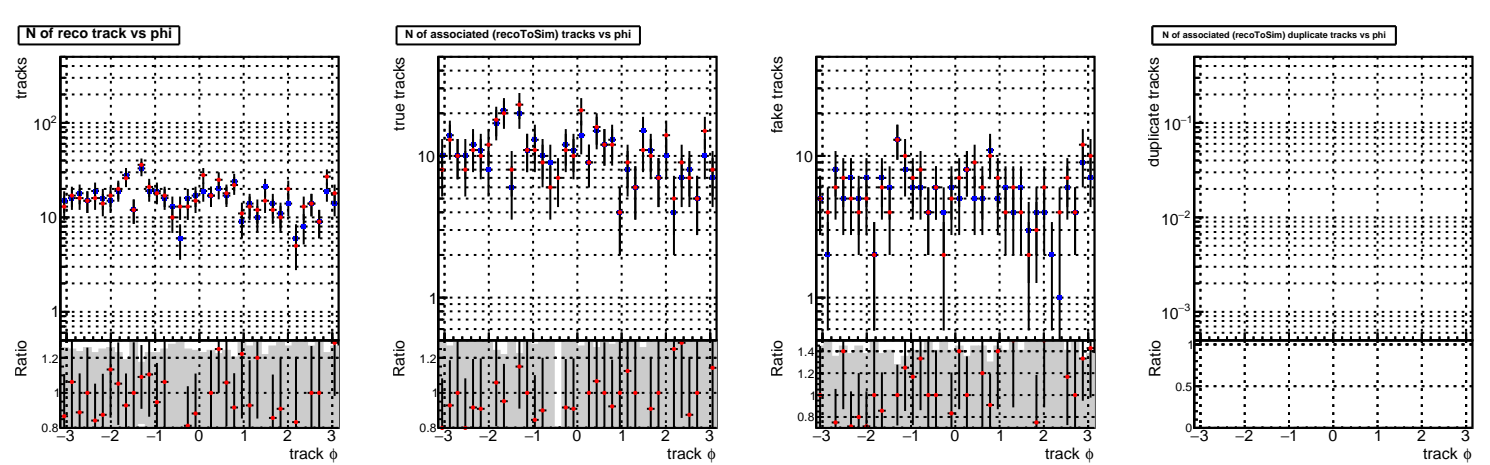 N of reco track vs phi
tracks
10²
10
1
Ratio
1.2
1
0.8
−3 −2 −1 0 1 2 3
track ϕ
N of associated (recoToSim) tracks vs phi
true tracks
10
1
Ratio
1.2
1
0.8
−3 −2 −1 0 1 2 3
track ϕ
fake tracks
10
1
Ratio
1.4
1.2
1
0.8
−3 −2 −1 0 1 2 3
track ϕ
N of associated (recoToSim) duplicate tracks vs phi
duplicate tracks
10⁻¹
10⁻²
10⁻³
Ratio
1
0.5
0
−3 −2 −1 0 1 2 3
track ϕ